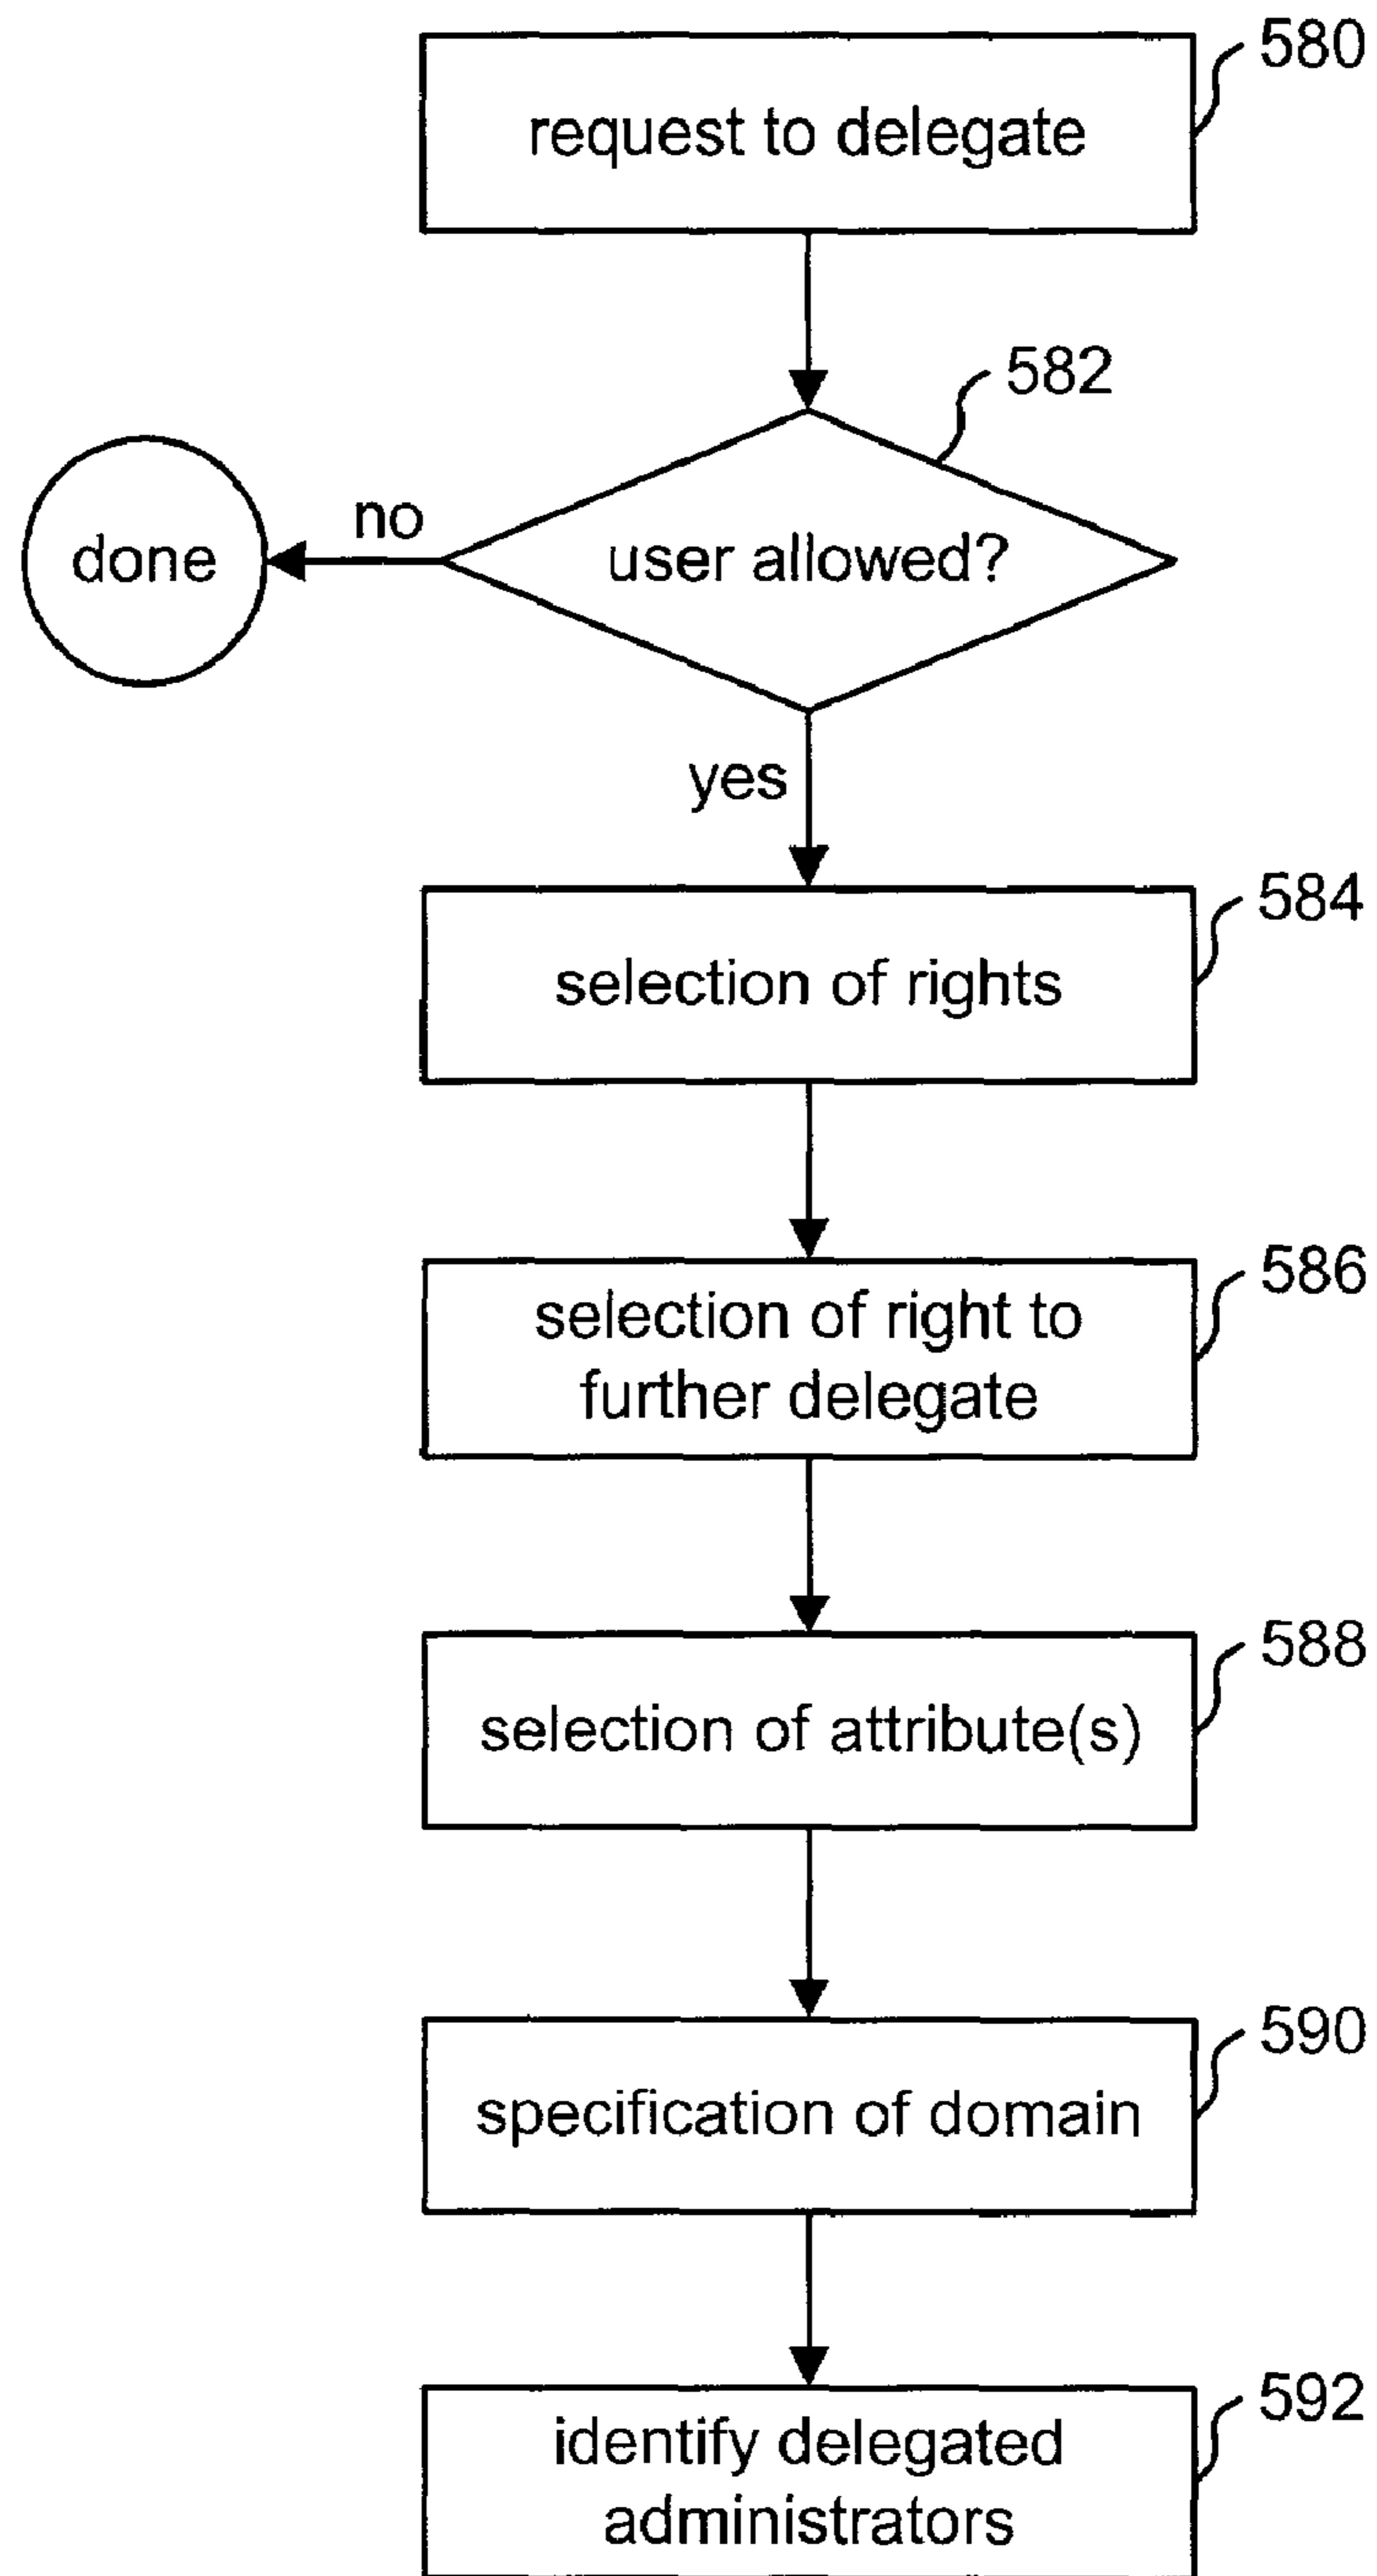 580
request to delegate
582
no
done
user allowed?
yes
584
selection of rights
586
selection of right to
further delegate
588
selection of attribute(s)
590
specification of domain
592
identify delegated
administrators